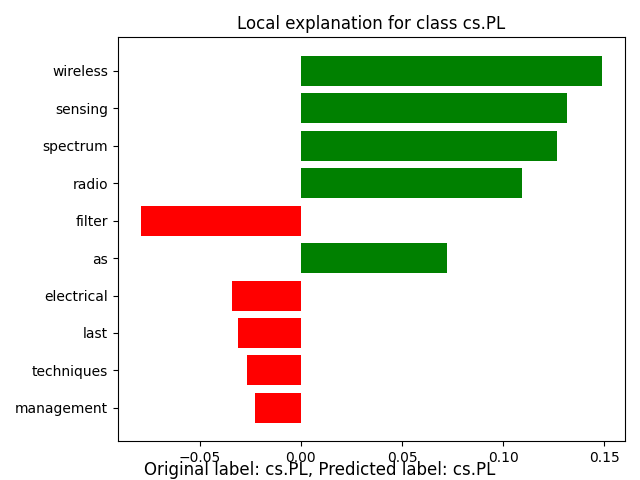 Local explanation for class cs.PL
wireless
sensing
spectrum
radio
filter
as
electrical
last
techniques
management
−0.05 0.00 0.05 0.10 0.15
Original label: cs.PL, Predicted label: cs.PL